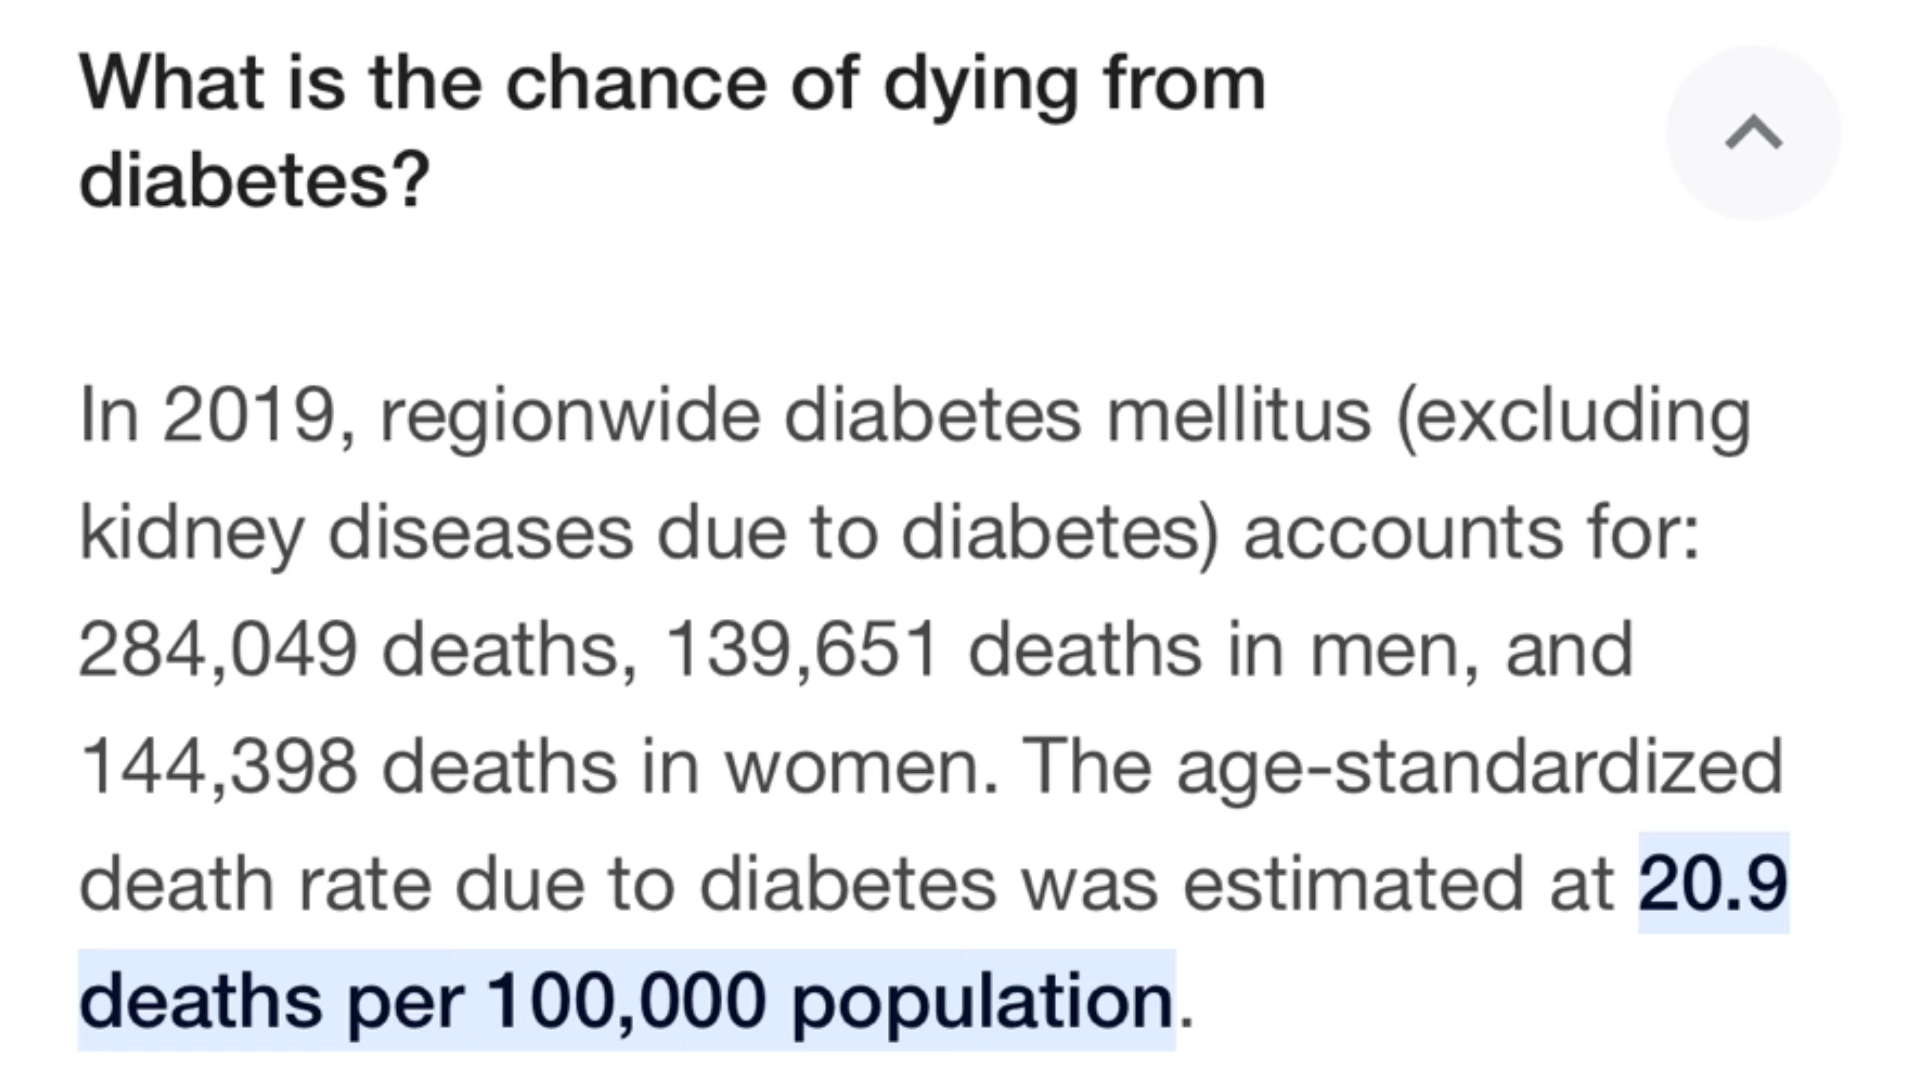 What is the chance of dying from
diabetes?
In 2019, regionwide diabetes mellitus (excluding
kidney diseases due to diabetes) accounts for:
284,049 deaths, 139,651 deaths in men, and
144,398 deaths in women. The age-standardized
death rate due to diabetes was estimated at 20.9
deaths per 100,000 population.